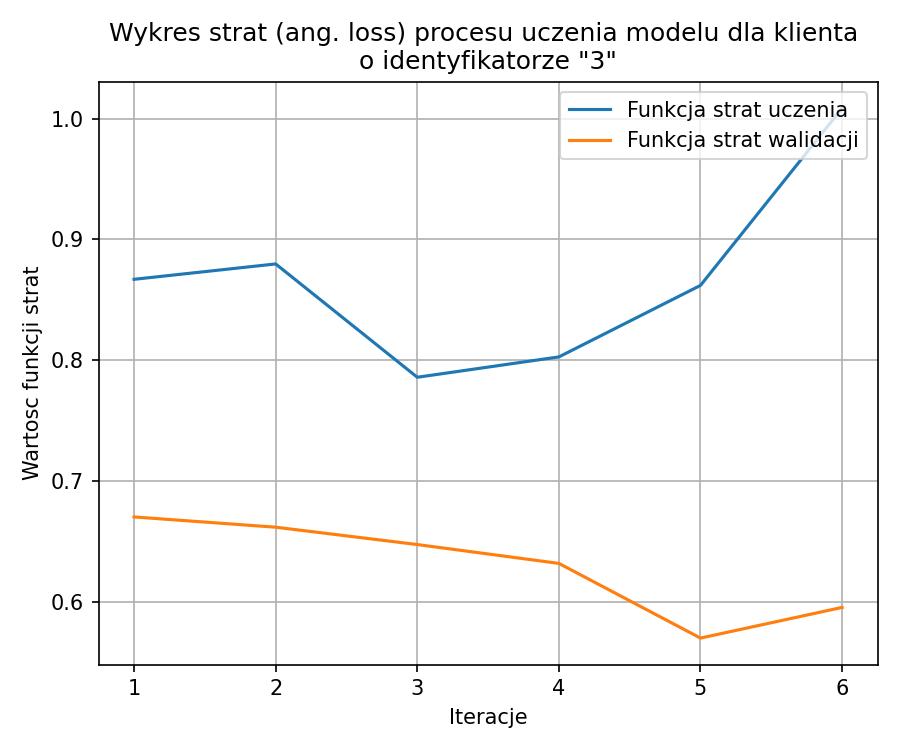 Wykres strat (ang. loss) procesu uczenia modelu dla klienta
o identyfikatorze "3"
Funkcja strat uczenia
Funkcja strat walidacji
Wartosc funkcji strat
1.0
0.9
0.8
0.7
0.6
1 2 3 4 5 6
Iteracje